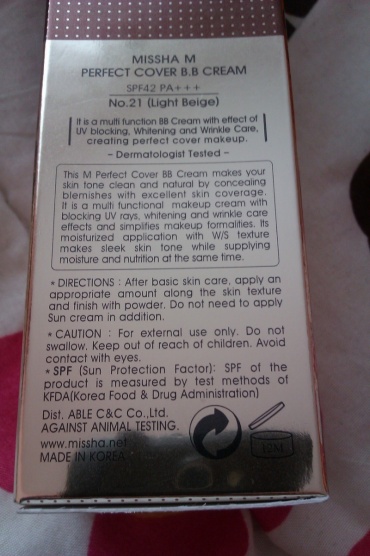 MISSHA M
PERFECT COVER B.B CREAM
SPF42 PA+++
No.21 (Light Beige)
It is a multi function BB Cream with effect of
UV blocking, Whitening and Wrinkle Care,
creating perfect cover makeup.
- Dermatologist Tested -
This M Perfect Cover BB Cream makes your
skin tone clean and natural by concealing
blemishes with excellent skin coverage.
It is a multi functional makeup cream with
blocking UV rays, whitening and wrinkle care
effects and simplifies makeup formalities. Its
moisturized application with W/S texture
makes sleek skin tone while supplying
moisture and nutrition at the same time.
* DIRECTIONS : After basic skin care, apply an
appropriate amount along the skin texture
and finish with powder. Do not need to apply
Sun cream in addition.
* CAUTION : For external use only. Do not
swallow. Keep out of reach of children. Avoid
contact with eyes.
* SPF (Sun Protection Factor): SPF of the
product is measured by test methods of
KFDA(Korea Food & Drug Administration)
Dist. ABLE C&C Co.,Ltd.
AGAINST ANIMAL TESTING.
www.missha.net
MADE IN KOREA
12M